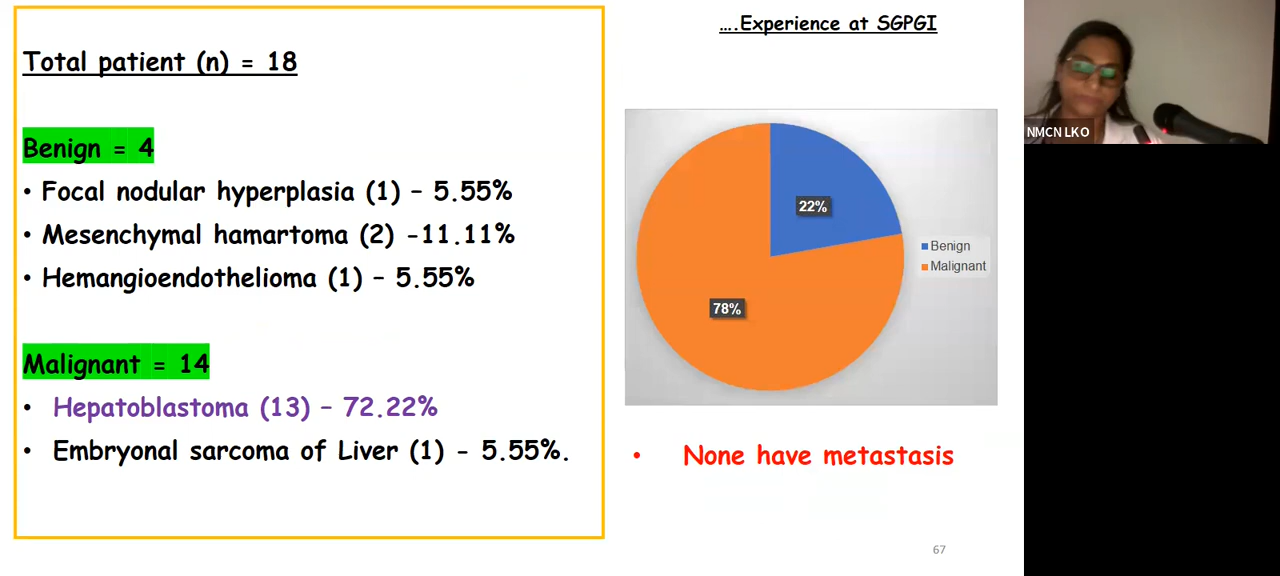 ….Experience at SGPGI
Total patient (n) = 18
Benign = 4
• Focal nodular hyperplasia (1) – 5.55%
• Mesenchymal hamartoma (2) -11.11%
• Hemangioendothelioma (1) – 5.55%
Malignant = 14
• Hepatoblastoma (13) – 72.22%
• Embryonal sarcoma of Liver (1) – 5.55%.
22%
78%
Benign
Malignant
• None have metastasis
67
NMCN LKO